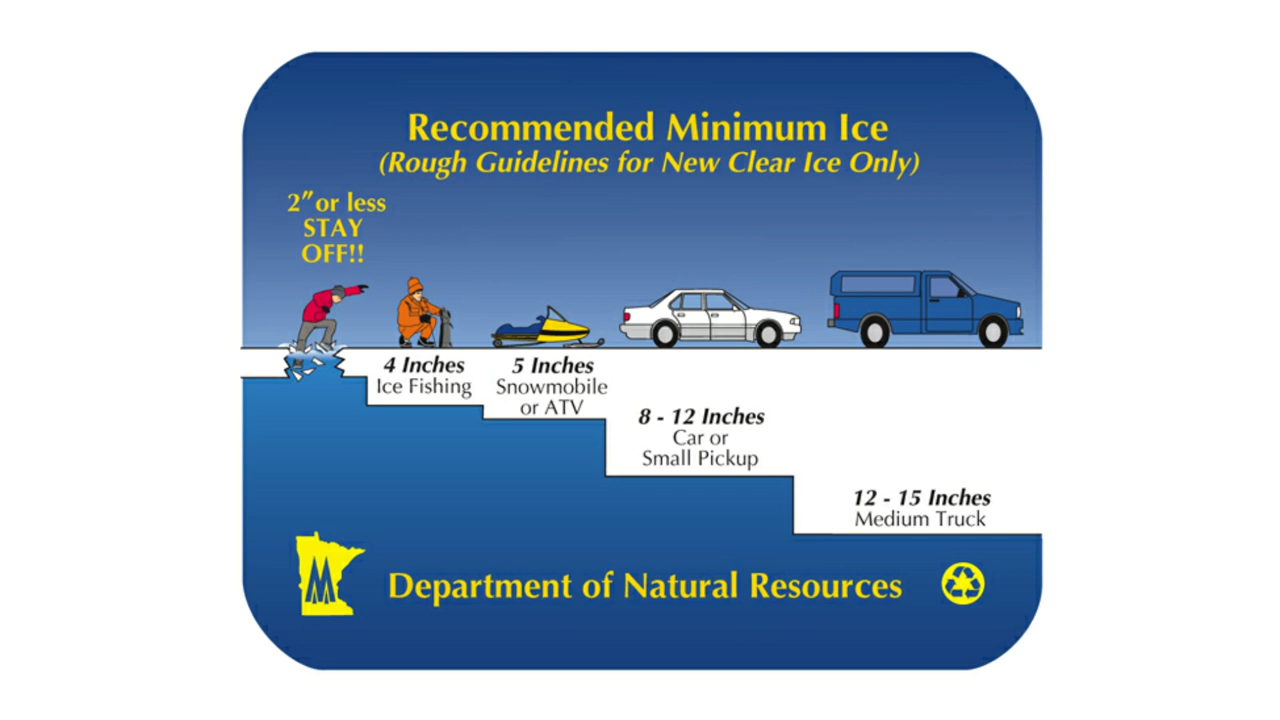 Recommended Minimum Ice
(Rough Guidelines for New Clear Ice Only)
2" or less
STAY
OFF!!
4 Inches
Ice Fishing
5 Inches
Snowmobile
or ATV
8 - 12 Inches
Car or
Small Pickup
12 - 15 Inches
Medium Truck
M
Department of Natural Resources